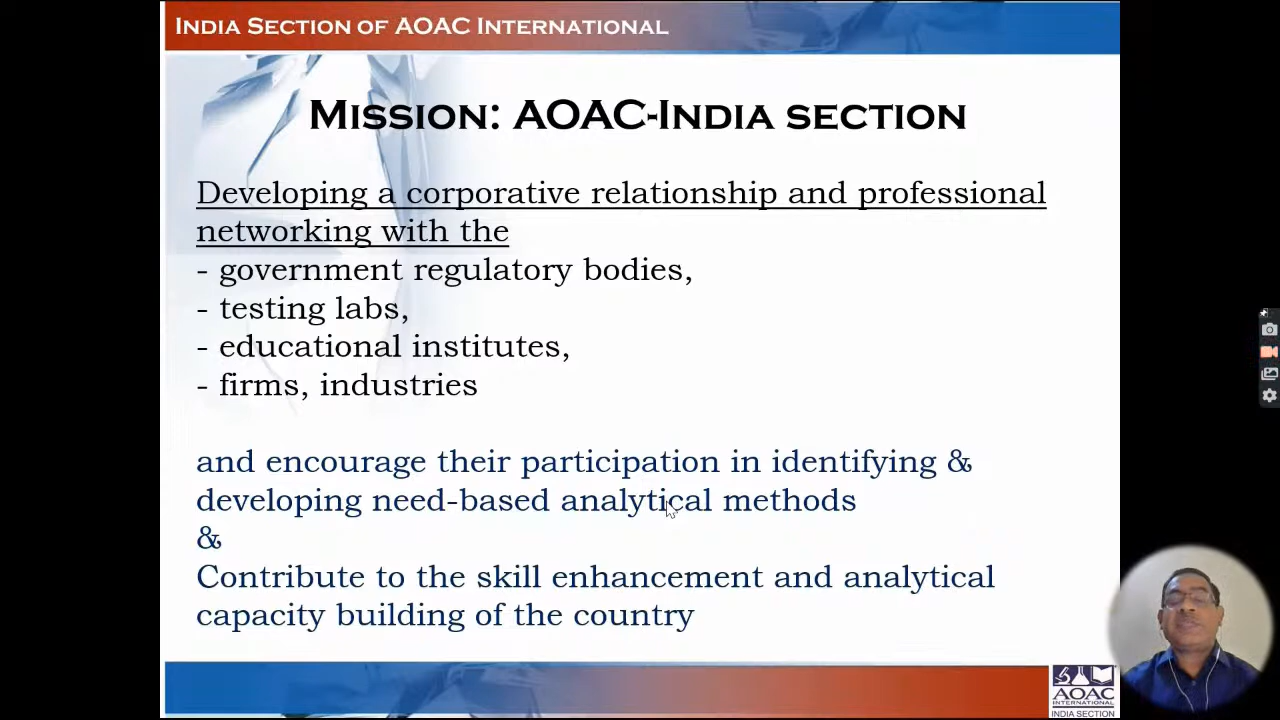 India Section of AOAC International
Mission: AOAC-India section
Developing a corporative relationship and professional
networking with the
- government regulatory bodies,
- testing labs,
- educational institutes,
- firms, industries
and encourage their participation in identifying &
developing need-based analytical methods
&
Contribute to the skill enhancement and analytical
capacity building of the country
AOAC
INTERNATIONAL
INDIA SECTION